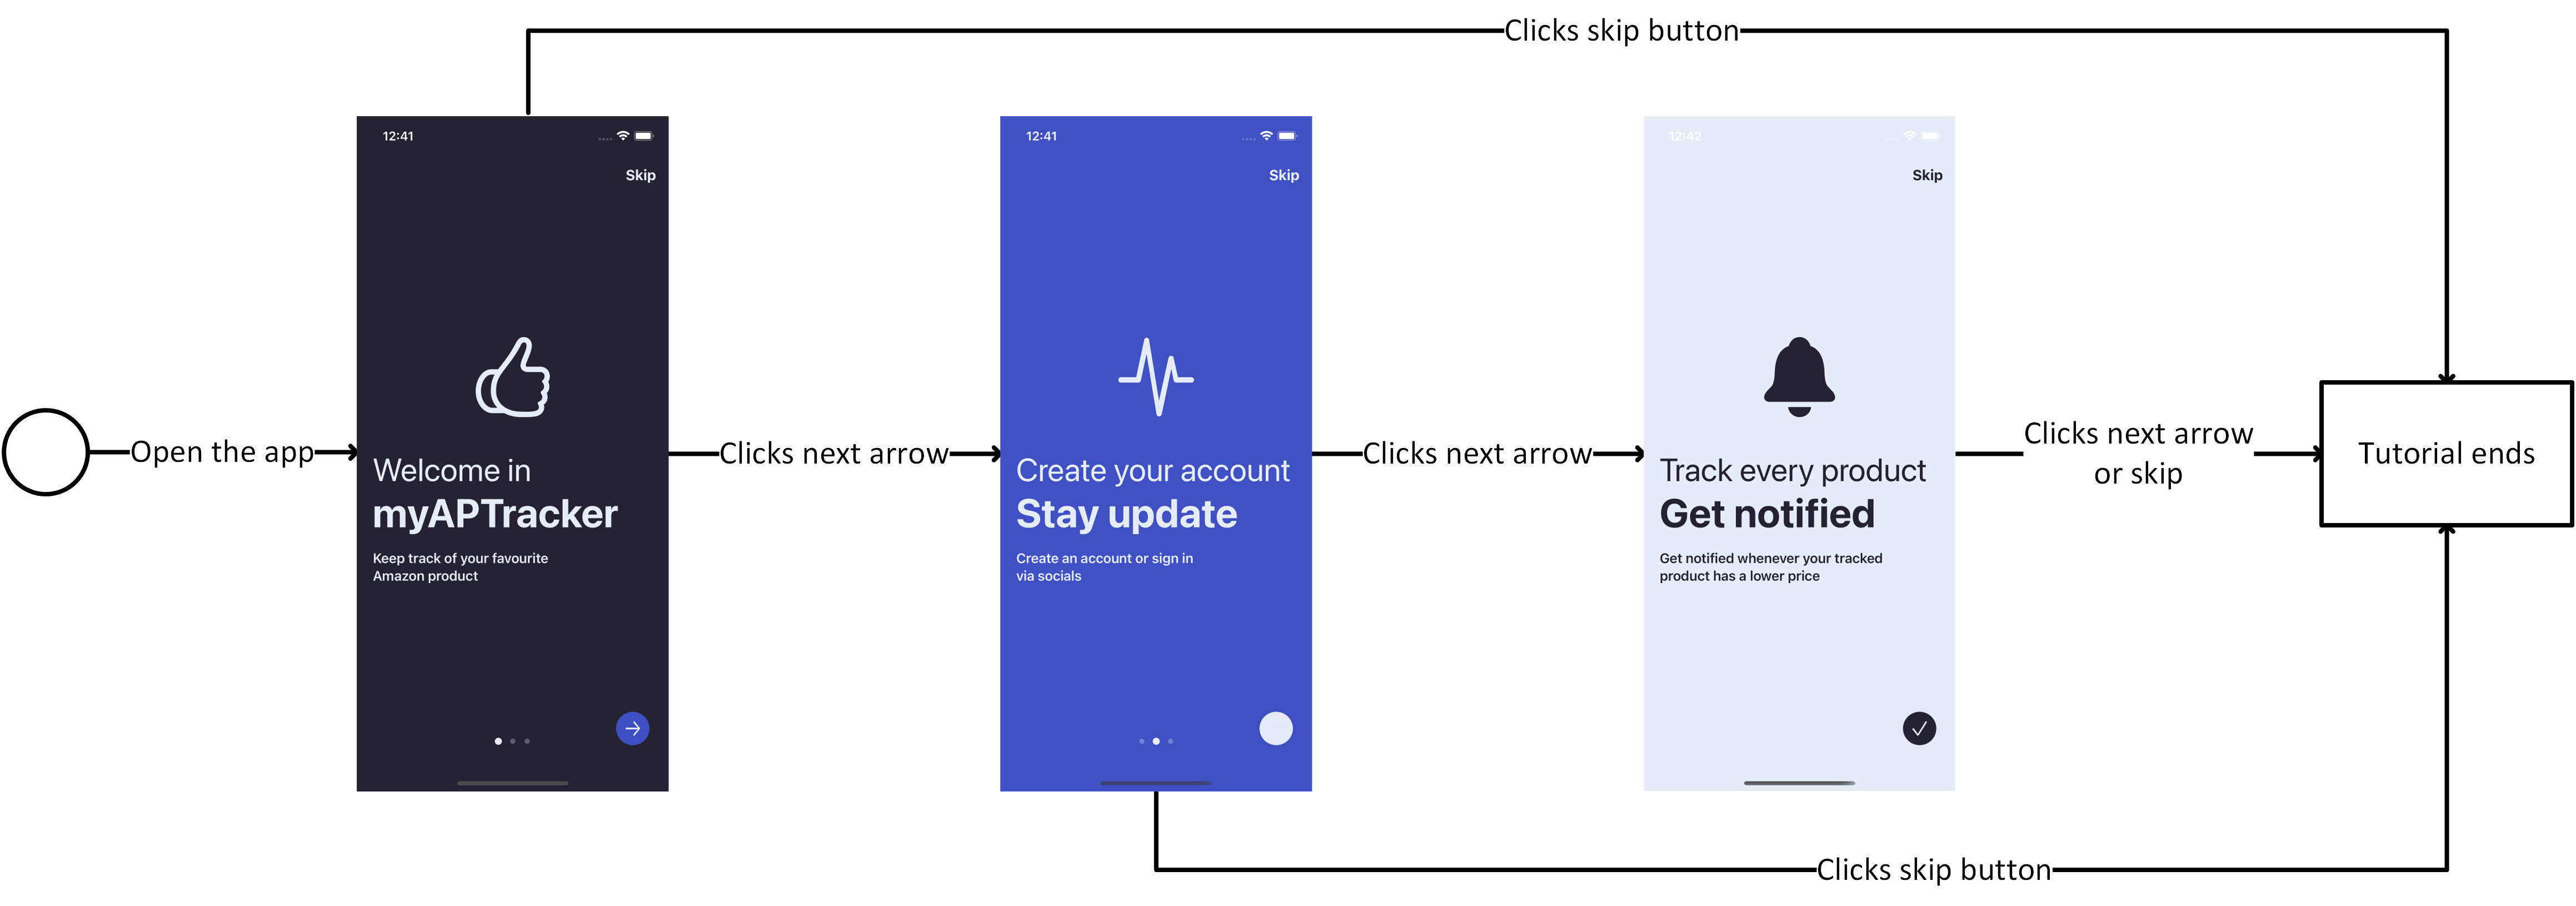 Clicks skip button
12:41
Skip
Welcome in
myAPTracker
Keep track of your favourite
Amazon product
12:41
Skip
Create your account
Stay update
Create an account or sign in
via socials
12:42
Skip
Track every product
Get notified
Get notified whenever your tracked
product has a lower price
Open the app
Clicks next arrow
Clicks next arrow
Clicks next arrow
or skip
Tutorial ends
Clicks skip button